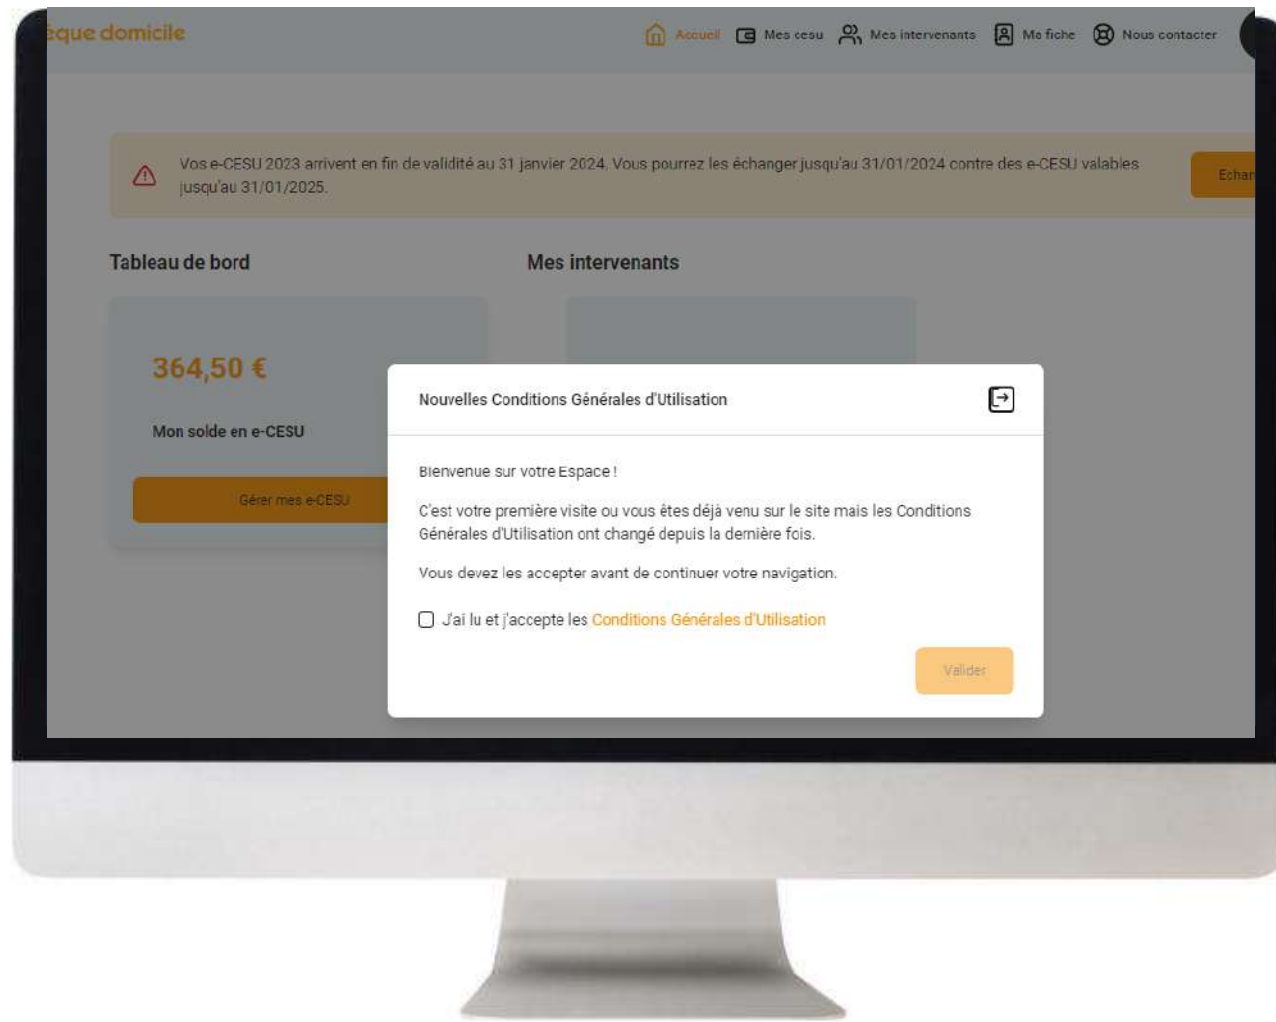 èque domicile
Accueil Mes cesu Mes intervenants Ma fiche Nous contacter
Vos e-CESU 2023 arrivent en fin de validité au 31 janvier 2024. Vous pourrez les échanger jusqu'au 31/01/2024 contre des e-CESU valables
jusqu'au 31/01/2025.
Echan
Tableau de bord
Mes intervenants
364,50 €
Mon solde en e-CESU
Gérer mes e-CESU
Nouvelles Conditions Générales d'Utilisation
Bienvenue sur votre Espace !
C'est votre première visite ou vous êtes déjà venu sur le site mais les Conditions
Générales d'Utilisation ont changé depuis la dernière fois.
Vous devez les accepter avant de continuer votre navigation.
J'ai lu et j'accepte les Conditions Générales d'Utilisation
Valider